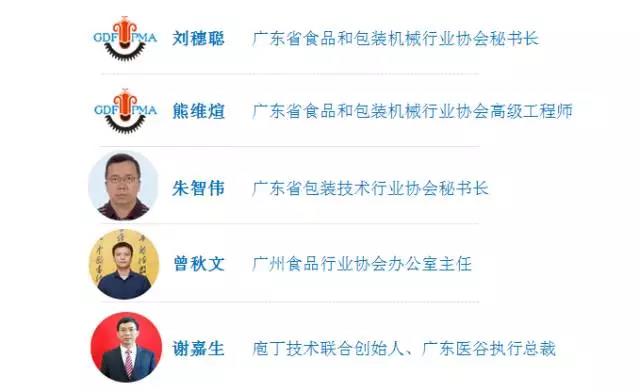 GDF PMA 刘穗聪 广东省食品和包装机械行业协会秘书长
GDF PMA 熊维煊 广东省食品和包装机械行业协会高级工程师
朱智伟 广东省包装技术行业协会秘书长
曾秋文 广州食品行业协会办公室主任
谢嘉生 庖丁技术联合创始人、广东医谷执行总裁